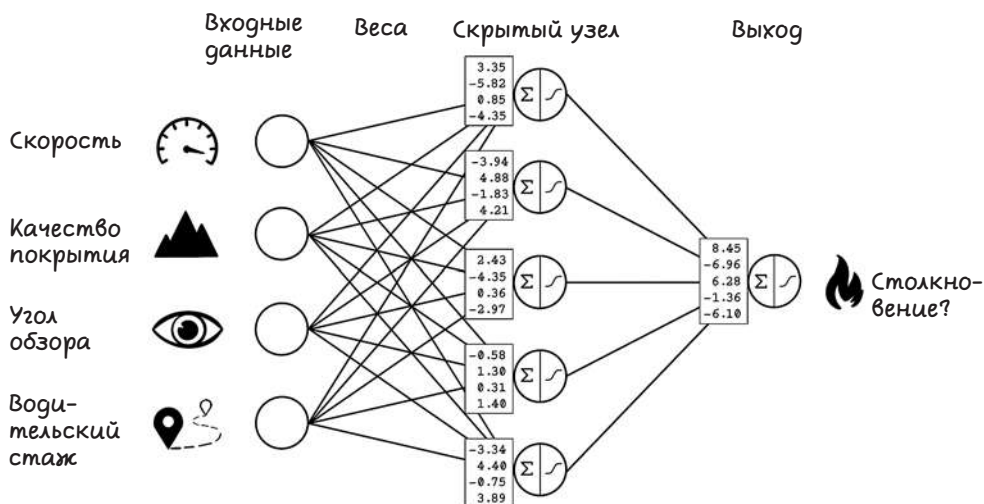 Входные
данные
Веса
Скрытый узел
Выход
Скорость
Качество
покрытия
Угол
обзора
Води-
тельский
стаж
3.35
-5.82
0.85
-4.35
Σ
-3.94
4.88
-1.83
4.21
Σ
2.43
-4.35
0.36
-2.97
Σ
-0.58
1.30
0.31
1.40
Σ
-3.34
4.40
-0.75
3.89
Σ
8.45
-6.96
6.28
-1.36
-6.10
Σ
Столкно-
вение?